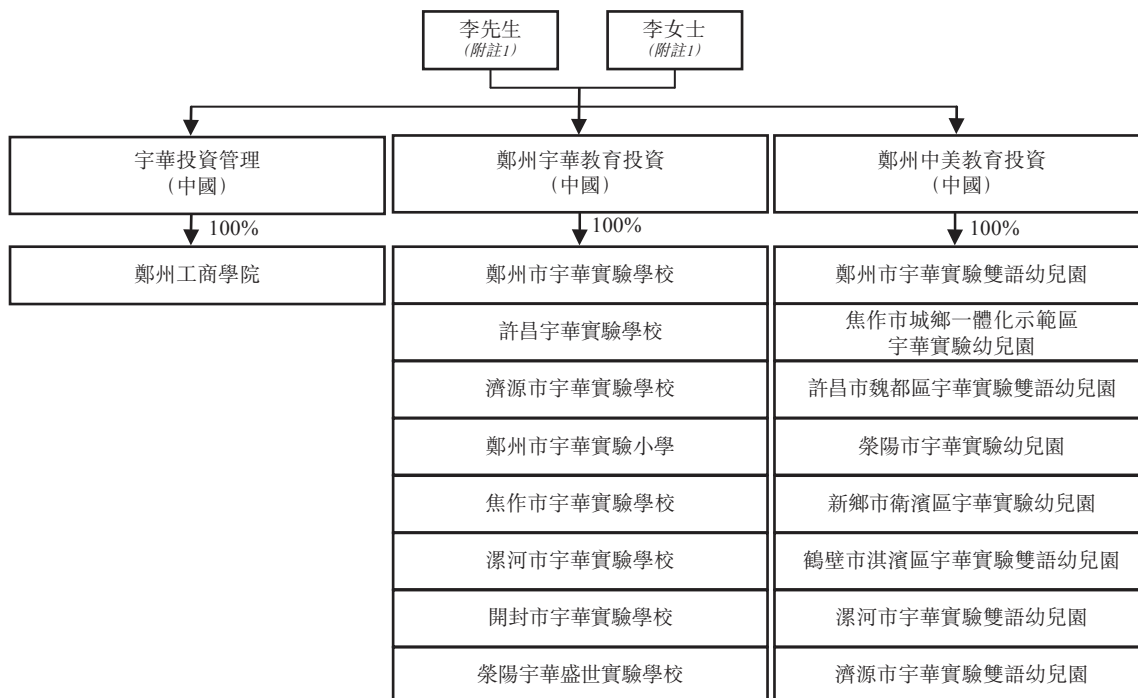 李先生
(附註1)
李女士
(附註1)
宇華投資管理
(中國)
鄭州宇華教育投資
(中國)
鄭州中美教育投資
(中國)
100%
100%
100%
鄭州工商學院
鄭州市宇華實驗學校
許昌宇華實驗學校
濟源市宇華實驗學校
鄭州市宇華實驗小學
焦作市宇華實驗學校
漯河市宇華實驗學校
開封市宇華實驗學校
滎陽宇華盛世實驗學校
鄭州市宇華實驗雙語幼兒園
焦作市城鄉一體化示範區
宇華實驗幼兒園
許昌市魏都區宇華實驗雙語幼兒園
滎陽市宇華實驗幼兒園
新鄉市衛濱區宇華實驗幼兒園
鶴壁市淇濱區宇華實驗雙語幼兒園
漯河市宇華實驗雙語幼兒園
濟源市宇華實驗雙語幼兒園